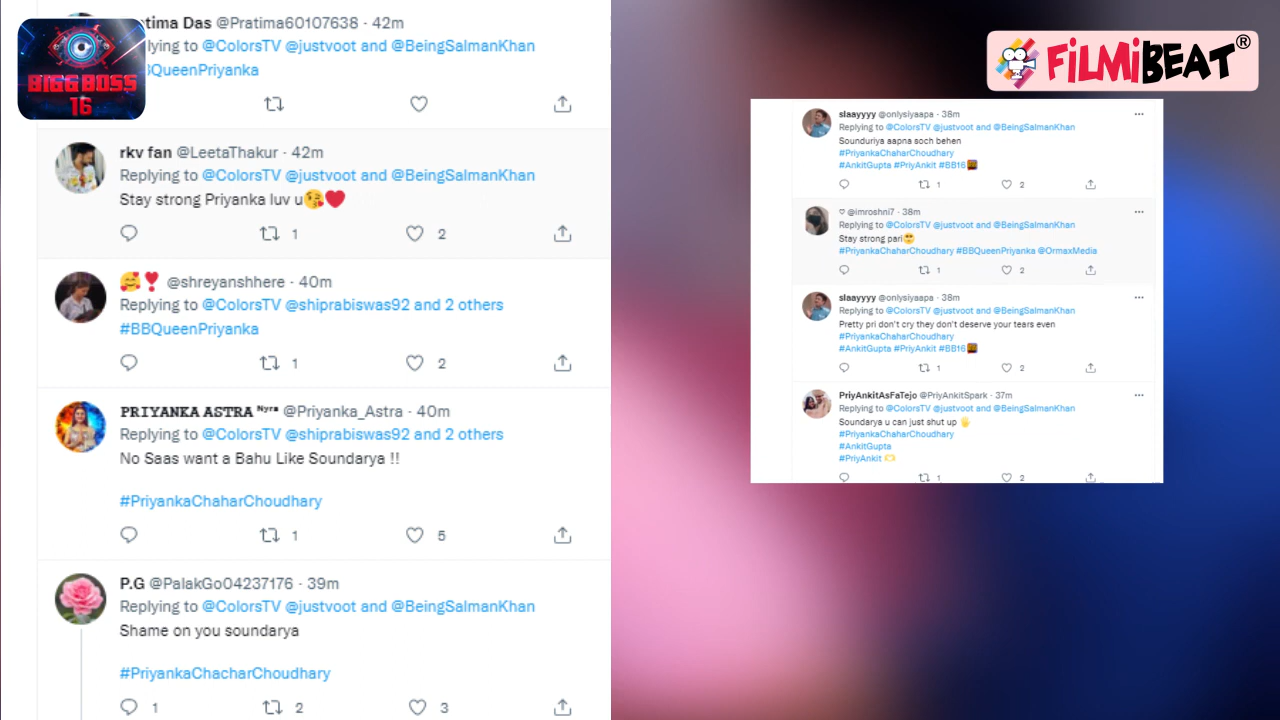 tima Das @Pratima60107638 · 42m
lying to @ColorsTV @justvoot and @BeingSalmanKhan
BQueenPriyanka
BIGG BOSS
16
rkv fan @LeetaThakur · 42m
Replying to @ColorsTV @justvoot and @BeingSalmanKhan
Stay strong Priyanka luv u😘❤️
1 2
🥰❣️ @shreyanshhere · 40m
Replying to @ColorsTV @shiprabiswas92 and 2 others
#BBQueenPriyanka
1 2
PRIYANKA ASTRA ᴺʸʳᵃ @Priyanka_Astra · 40m
Replying to @ColorsTV @shiprabiswas92 and 2 others
No Saas want a Bahu Like Soundarya !!
#PriyankaChaharChoudhary
1 5
P.G @PalakGo04237176 · 39m
Replying to @ColorsTV @justvoot and @BeingSalmanKhan
Shame on you soundarya
#PriyankaChacharChoudhary
1 2 3
FiLMiBEAT®
slaayyyy @onlysiyaapa · 38m
Replying to @ColorsTV @justvoot and @BeingSalmanKhan
Sounduriya aapna soch behen
#PriyankaChaharChoudhary
#AnkitGupta #PriyAnkit #BB16
1 2
♡ @imroshni7 · 38m
Replying to @ColorsTV @justvoot and @BeingSalmanKhan
Stay strong pari🥺
#PriyankaChaharChoudhary #BBQueenPriyanka @OrmaxMedia
1 2
slaayyyy @onlysiyaapa · 38m
Replying to @ColorsTV @justvoot and @BeingSalmanKhan
Pretty pri don't cry they don't deserve your tears even
#PriyankaChaharChoudhary
#AnkitGupta #PriyAnkit #BB16
1 2
PriyAnkitAsFaTejo @PriyAnkitSpark · 37m
Replying to @ColorsTV @justvoot and @BeingSalmanKhan
Soundarya u can just shut up 🖐
#PriyankaChaharChoudhary
#AnkitGupta
#PriyAnkit 🫶
1 2